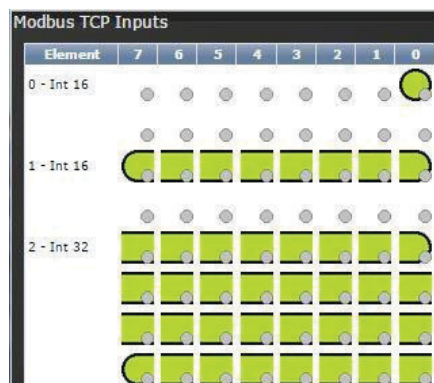 Modbus TCP Inputs
Element 7 6 5 4 3 2 1 0
0 - Int 16
1 - Int 16
2 - Int 32